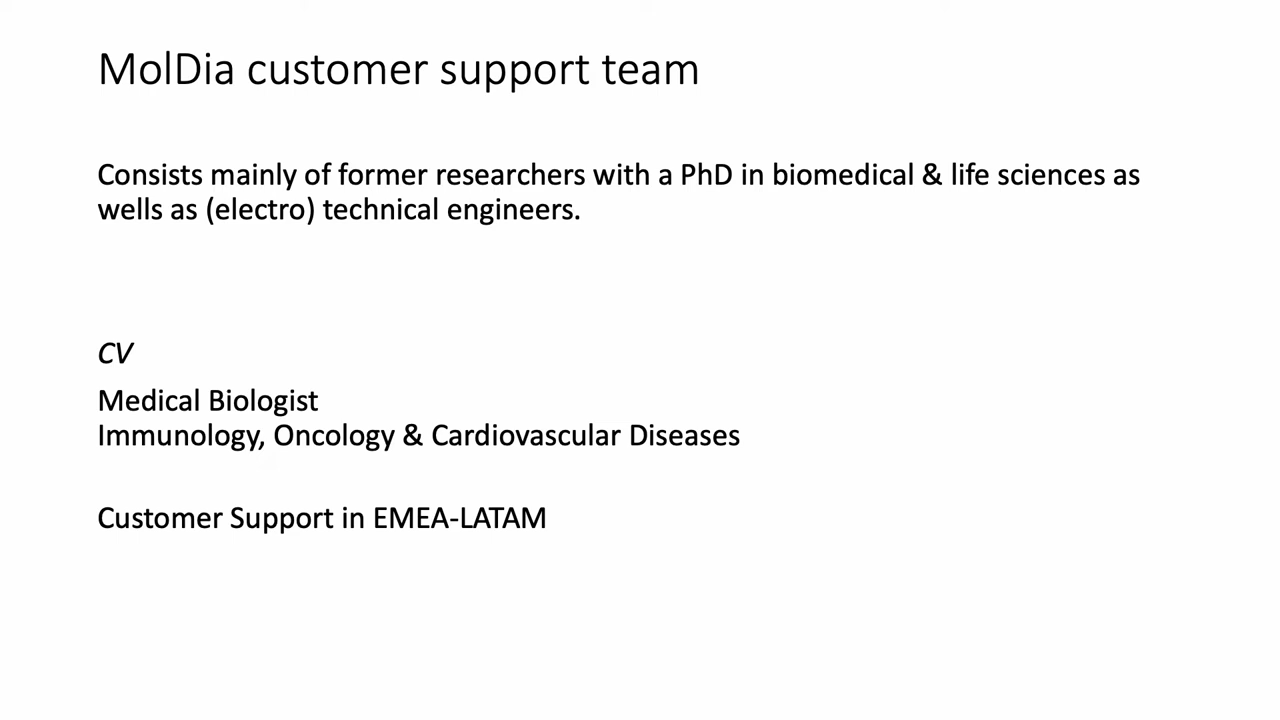 MolDia customer support team
Consists mainly of former researchers with a PhD in biomedical & life sciences as
wells as (electro) technical engineers.
CV
Medical Biologist
Immunology, Oncology & Cardiovascular Diseases
Customer Support in EMEA-LATAM